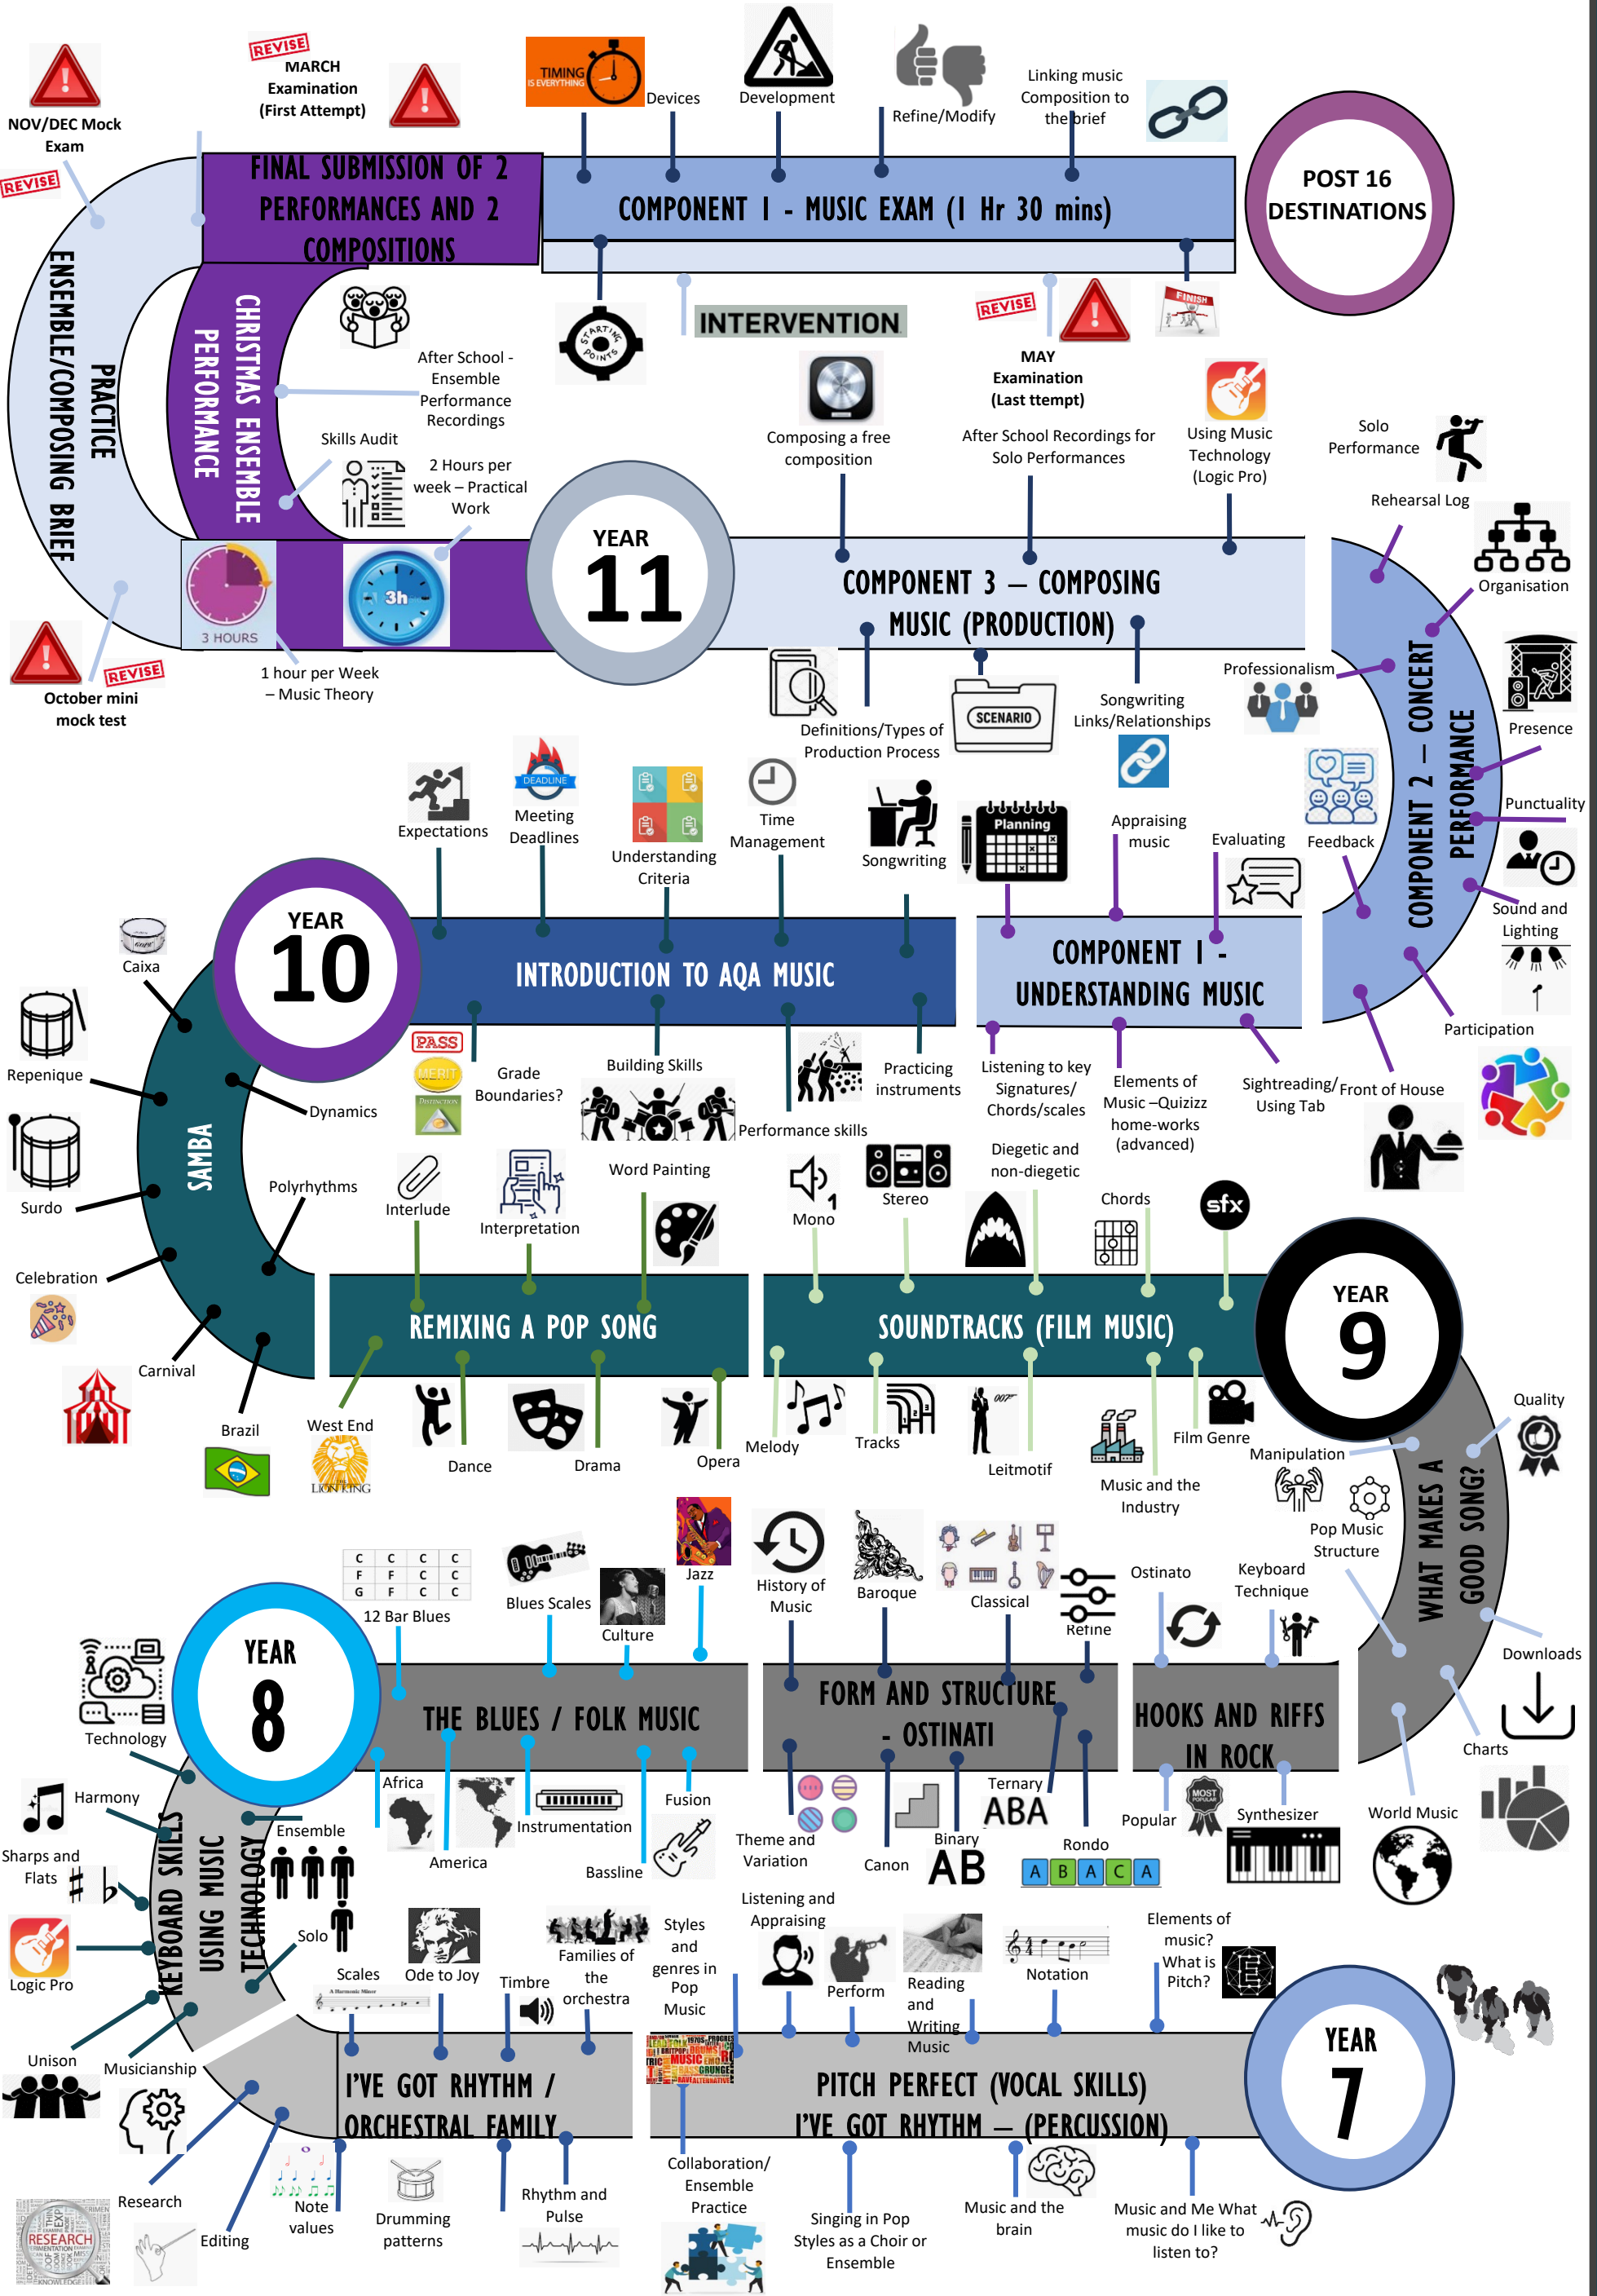 REVISE
MARCH
Examination
(First Attempt)
NOV/DEC Mock
Exam
REVISE
TIMING
IS EVERYTHING
Devices
Development
Refine/Modify
Linking music
Composition to
the brief
FINAL SUBMISSION OF 2
PERFORMANCES AND 2
COMPOSITIONS
COMPONENT 1 - MUSIC EXAM (1 Hr 30 mins)
POST 16
DESTINATIONS
ENSEMBLE/COMPOSING BRIEF
PRACTICE
CHRISTMAS ENSEMBLE
PERFORMANCE
STARTING
POINTS
INTERVENTION
REVISE
FINISH
MAY
Examination
(Last ttempt)
After School -
Ensemble
Performance
Recordings
Skills Audit
2 Hours per
week – Practical
Work
Composing a free
composition
After School Recordings for
Solo Performances
Using Music
Technology
(Logic Pro)
Solo
Performance
Rehearsal Log
Organisation
3 HOURS
3h
YEAR
11
COMPONENT 3 – COMPOSING
MUSIC (PRODUCTION)
October mini
mock test
REVISE
1 hour per Week
– Music Theory
Definitions/Types of
Production Process
SCENARIO
Songwriting
Links/Relationships
Professionalism
COMPONENT 2 – CONCERT
PERFORMANCE
Presence
Punctuality
Feedback
Sound and
Lighting
Participation
Front of House
Expectations
DEADLINE
Meeting
Deadlines
Understanding
Criteria
Time
Management
Songwriting
Planning
Appraising
music
Evaluating
YEAR
10
INTRODUCTION TO AQA MUSIC
COMPONENT 1 -
UNDERSTANDING MUSIC
PASS
MERIT
DISTINCTION
Grade
Boundaries?
Building Skills
Performance skills
Practicing
instruments
Listening to key
Signatures/
Chords/scales
Elements of
Music –Quizizz
home-works
(advanced)
Sightreading/
Using Tab
Caixa
Repenique
Surdo
Celebration
Carnival
Brazil
SAMBA
Dynamics
Polyrhythms
Interlude
Interpretation
Word Painting
1
Mono
Stereo
Diegetic and
non-diegetic
Chords
sfx
REMIXING A POP SONG
SOUNDTRACKS (FILM MUSIC)
YEAR
9
West End
THE
LION KING
Dance
Drama
Opera
Melody
1 2 3
Tracks
007
Leitmotif
Music and the
Industry
Film Genre
Manipulation
Quality
Pop Music
Structure
WHAT MAKES A
GOOD SONG?
Downloads
Charts
World Music
C C C C
F F C C
G F C C
12 Bar Blues
Blues Scales
Culture
Jazz
History of
Music
Baroque
Classical
Refine
Ostinato
Keyboard
Technique
YEAR
8
THE BLUES / FOLK MUSIC
FORM AND STRUCTURE
- OSTINATI
HOOKS AND RIFFS
IN ROCK
Africa
America
Instrumentation
Bassline
Fusion
Theme and
Variation
Canon
Binary
AB
Ternary
ABA
Rondo
A B A C A
Popular
MOST
POPULAR
Synthesizer
Technology
Harmony
Sharps and
Flats
Logic Pro
Unison
Musicianship
Research
RESEARCH
Editing
KEYBOARD SKILLS
USING MUSIC
TECHNOLOGY
Ensemble
Solo
Scales
A Harmonic Minor
Ode to Joy
Timbre
Families of
the
orchestra
Styles
and
genres in
Pop
Music
Listening and
Appraising
Perform
Reading
and
Writing
Music
Notation
Elements of
music?
What is
Pitch?
E
I'VE GOT RHYTHM /
ORCHESTRAL FAMILY
PITCH PERFECT (VOCAL SKILLS)
I'VE GOT RHYTHM – (PERCUSSION)
YEAR
7
Note
values
Drumming
patterns
Rhythm and
Pulse
Collaboration/
Ensemble
Practice
Singing in Pop
Styles as a Choir or
Ensemble
Music and the
brain
Music and Me What
music do I like to
listen to?